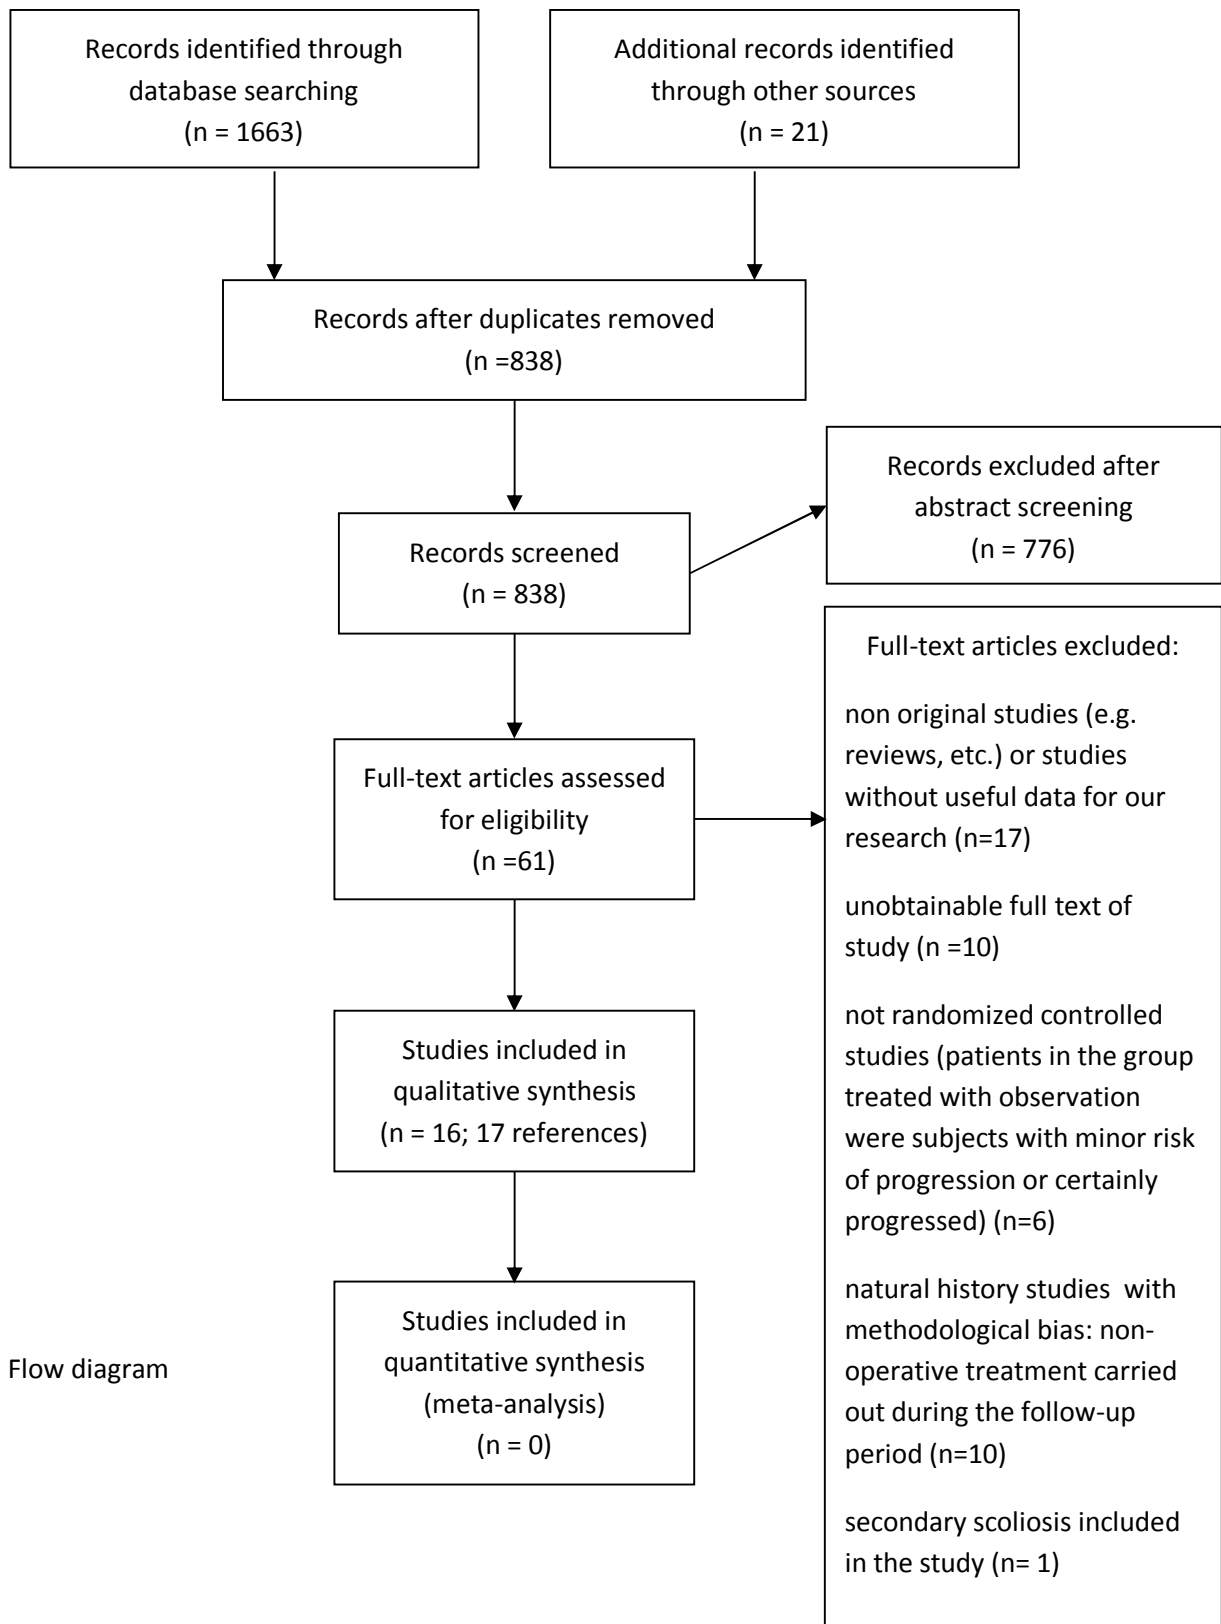 Records identified through
database searching
(n = 1663)
Additional records identified
through other sources
(n = 21)
Records after duplicates removed
(n =838)
Records excluded after
abstract screening
(n = 776)
Records screened
(n = 838)
Full-text articles excluded:
non original studies (e.g.
reviews, etc.) or studies
without useful data for our
research (n=17)
unobtainable full text of
study (n =10)
not randomized controlled
studies (patients in the group
treated with observation
were subjects with minor risk
of progression or certainly
progressed) (n=6)
natural history studies  with
methodological bias: non-
operative treatment carried
out during the follow-up
period (n=10)
secondary scoliosis included
in the study (n= 1)
Full-text articles assessed
for eligibility
(n =61)
Studies included in
qualitative synthesis
(n = 16; 17 references)
Studies included in
quantitative synthesis
(meta-analysis)
(n = 0)
Flow diagram